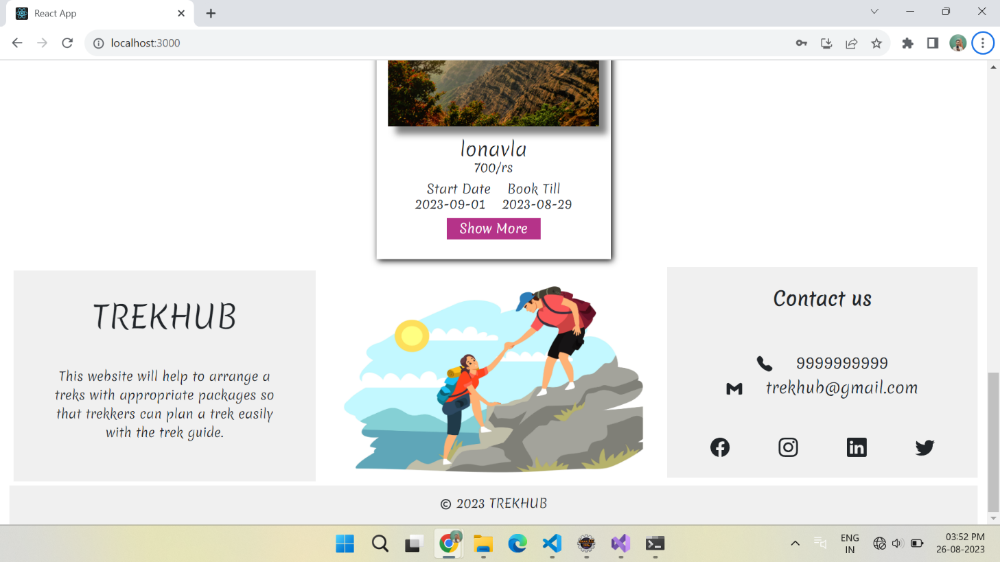 React App
localhost:3000
lonavla
700/rs
Start Date Book Till
2023-09-01 2023-08-29
Show More
TREKHUB
This website will help to arrange a
treks with appropriate packages so
that trekkers can plan a trek easily
with the trek guide.
Contact us
9999999999
trekhub@gmail.com
© 2023 TREKHUB
ENG
IN
03:52 PM
26-08-2023